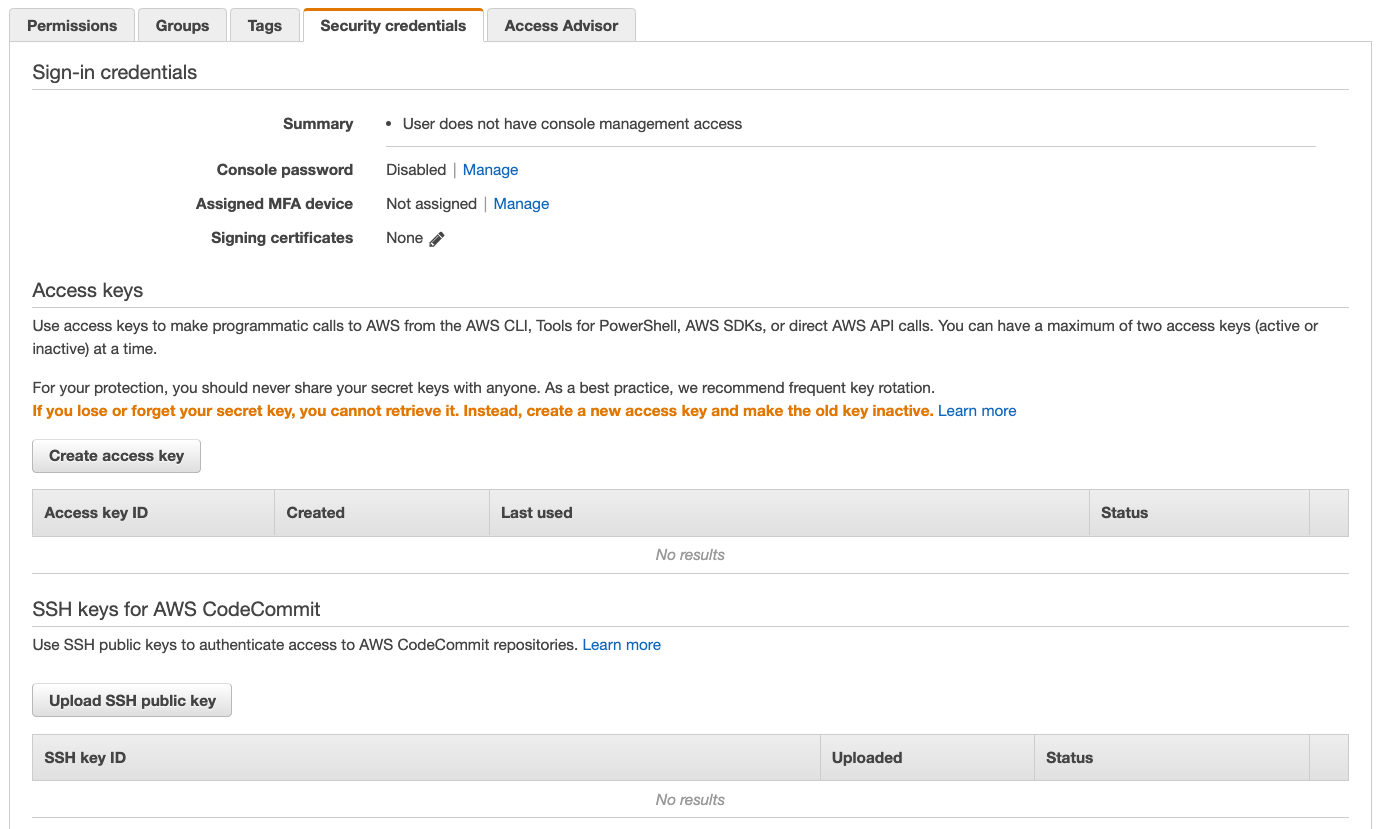 Permissions Groups Tags Security credentials Access Advisor
Sign-in credentials
Summary • User does not have console management access
Console password Disabled | Manage
Assigned MFA device Not assigned | Manage
Signing certificates None
Access keys
Use access keys to make programmatic calls to AWS from the AWS CLI, Tools for PowerShell, AWS SDKs, or direct AWS API calls. You can have a maximum of two access keys (active or
inactive) at a time.
For your protection, you should never share your secret keys with anyone. As a best practice, we recommend frequent key rotation.
If you lose or forget your secret key, you cannot retrieve it. Instead, create a new access key and make the old key inactive. Learn more
Create access key
Access key ID Created Last used Status
No results
SSH keys for AWS CodeCommit
Use SSH public keys to authenticate access to AWS CodeCommit repositories. Learn more
Upload SSH public key
SSH key ID Uploaded Status
No results